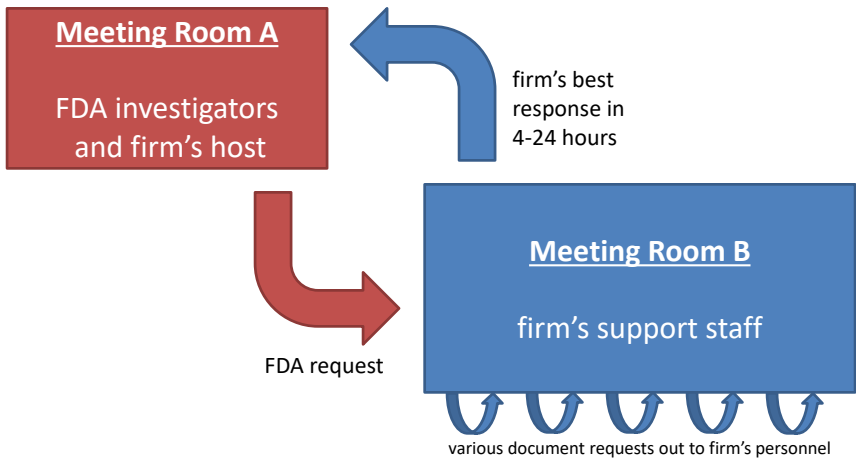 Meeting Room A
FDA investigators
and firm's host
firm's best
response in
4-24 hours
Meeting Room B
firm's support staff
FDA request
various document requests out to firm's personnel